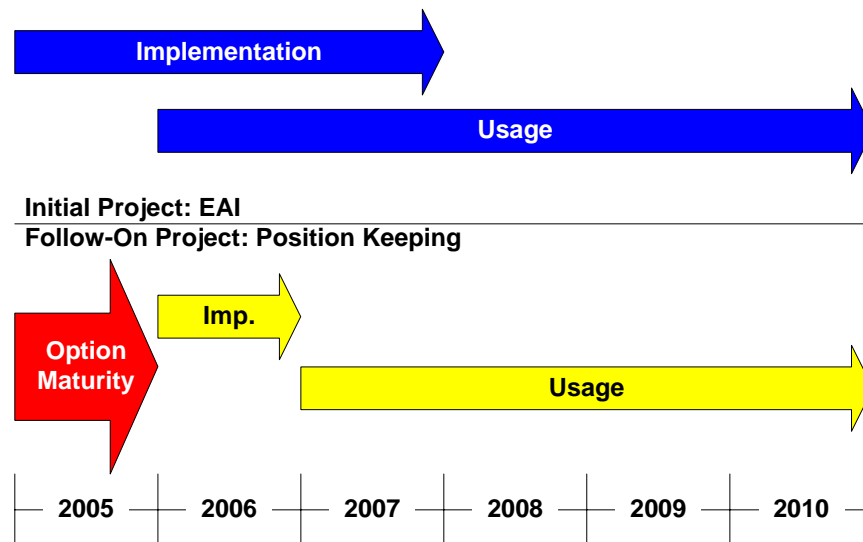 Implementation
Usage
Initial Project: EAI
Follow-On Project: Position Keeping
Imp.
Option
Maturity
Usage
2005 2006 2007 2008 2009 2010